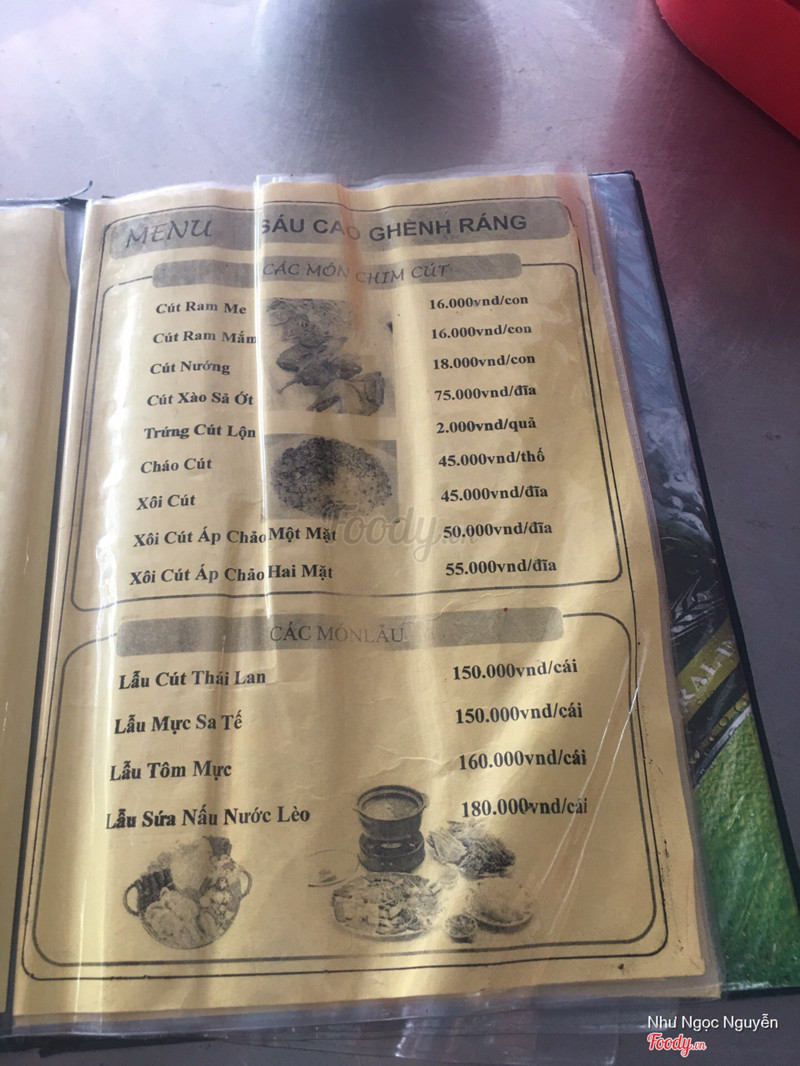 MENU SÁU CAO GHỀNH RÁNG
CÁC MÓN CHIM CÚT
Cút Ram Me 16.000vnd/con
Cút Ram Mắm 16.000vnd/con
Cút Nướng 18.000vnd/con
Cút Xào Sả Ớt 75.000vnd/đĩa
Trứng Cút Lộn 2.000vnd/quả
Cháo Cút 45.000vnd/thố
Xôi Cút 45.000vnd/đĩa
Xôi Cút Áp Chảo Một Mặt 50.000vnd/đĩa
Xôi Cút Áp Chảo Hai Mặt 55.000vnd/đĩa
Foody.vn
CÁC MÓN LẨU
Lẩu Cút Thái Lan 150.000vnd/cái
Lẩu Mực Sa Tế 150.000vnd/cái
Lẩu Tôm Mực 160.000vnd/cái
Lẩu Sứa Nấu Nước Lèo 180.000vnd/cái
Như Ngọc Nguyễn
Foody.vn